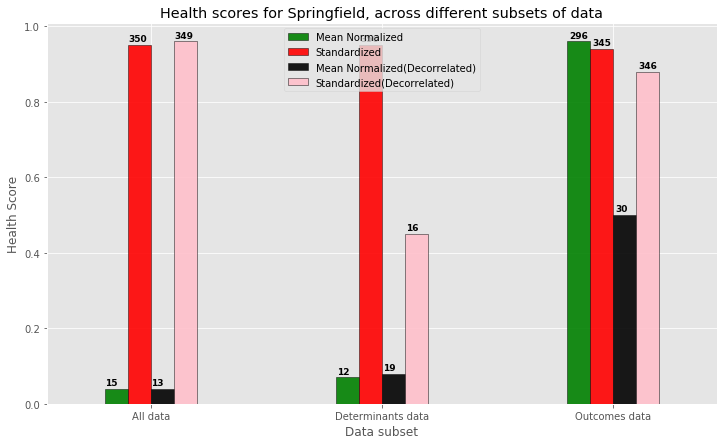 Health scores for Springfield, across different subsets of data
Mean Normalized
Standardized
Mean Normalized(Decorrelated)
Standardized(Decorrelated)
Health Score
1.0
0.8
0.6
0.4
0.2
0.0
15
350
13
349
12
19
16
296
345
30
346
All data
Determinants data
Outcomes data
Data subset